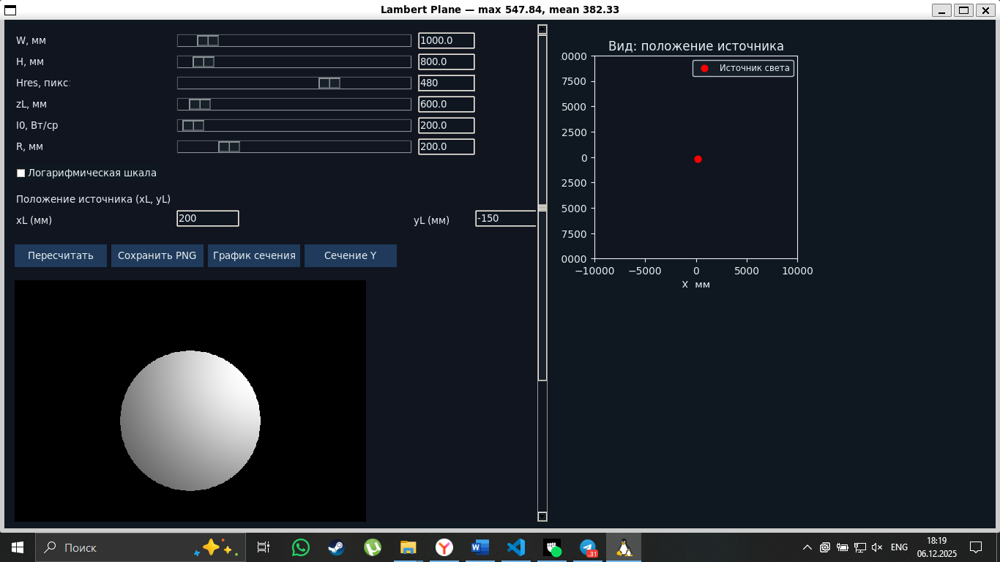 Lambert Plane — max 547.84, mean 382.33
W, мм 1000.0
H, мм 800.0
Hres, пикс 480
zL, мм 600.0
I0, Вт/ср 200.0
R, мм 200.0
Логарифмическая шкала
Положение источника (xL, yL)
xL (мм) 200 yL (мм) -150
Пересчитать Сохранить PNG График сечения Сечение Y
Вид: положение источника
Источник света
0000
7500
5000
2500
0
2500
5000
7500
0000
−10000 −5000 0 5000 10000
X мм
Поиск
31
ENG
18:19
06.12.2025